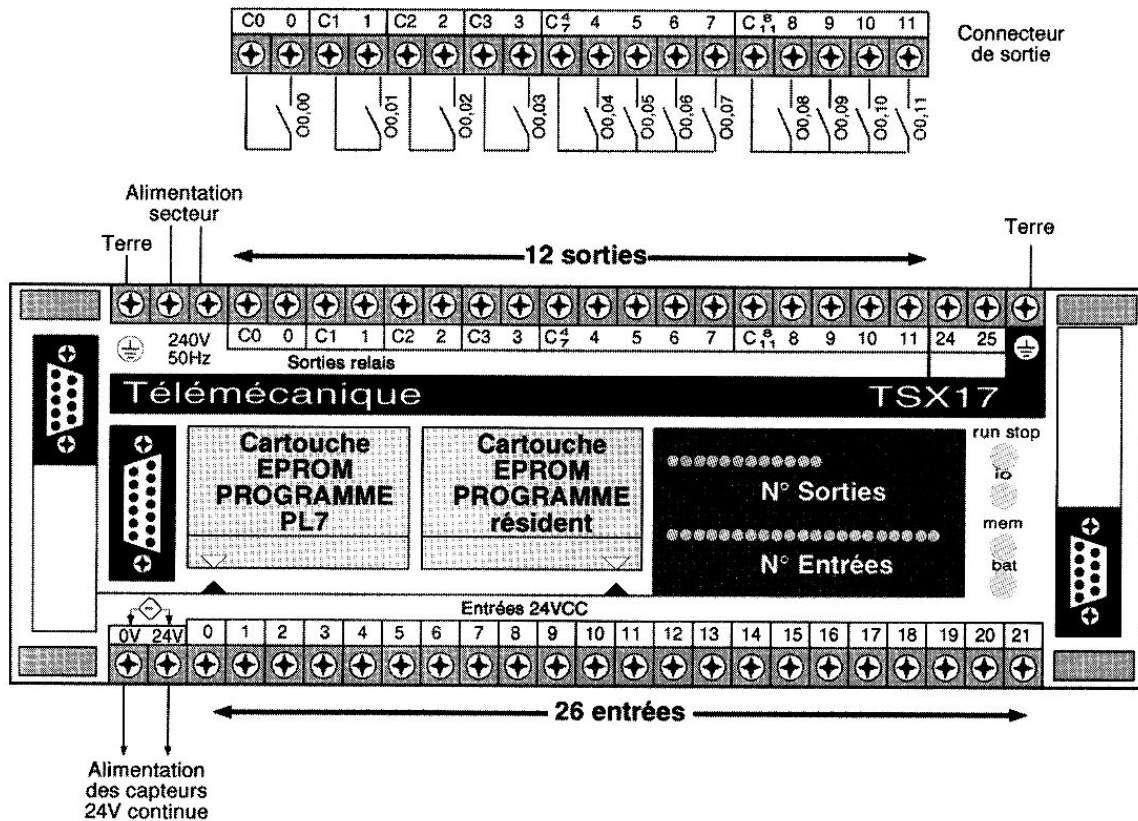 C0 0 C1 1 C2 2 C3 3 C 4 7 4 5 6 7 C 8 11 8 9 10 11
Connecteur
de sortie
O0,00 O0,01 O0,02 O0,03 O0,04 O0,05 O0,06 O0,07 O0,08 O0,09 O0,10 O0,11
Alimentation
secteur
Terre
12 sorties
Terre
240V
50Hz
C0 0 C1 1 C2 2 C3 3 C 4 7 4 5 6 7 C 8 11 8 9 10 11 24 25
Sorties relais
Télémécanique
TSX17
Cartouche
EPROM
PROGRAMME
PL7
Cartouche
EPROM
PROGRAMME
résident
N° Sorties
N° Entrées
run stop
io
mem
bat
Entrées 24VCC
0V 24V 0 1 2 3 4 5 6 7 8 9 10 11 12 13 14 15 16 17 18 19 20 21
26 entrées
Alimentation
des capteurs
24V continue